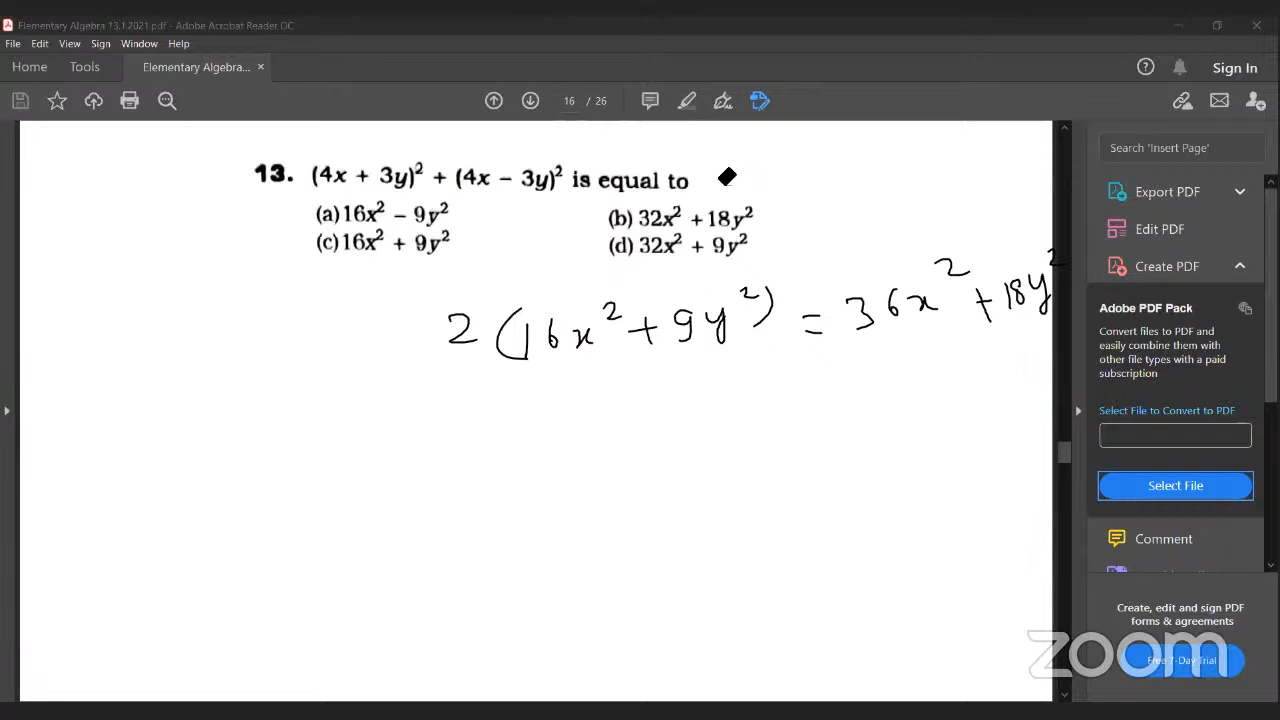 Elementary Algebra 13.1.2021.pdf - Adobe Acrobat Reader DC
File Edit View Sign Window Help
Home Tools Elementary Algebra... × Sign In
16 / 26
13. (4x + 3y)² + (4x − 3y)² is equal to
(a) 16x² − 9y² (b) 32x² + 18y²
(c) 16x² + 9y² (d) 32x² + 9y²
2 (16x² + 9y²) = 36x² + 18y²
Search 'Insert Page'
Export PDF
Edit PDF
Create PDF
Adobe PDF Pack
Convert files to PDF and
easily combine them with
other file types with a paid
subscription
Select File to Convert to PDF
Select File
Comment
Create, edit and sign PDF
forms & agreements
Free 7-Day Trial
zoom